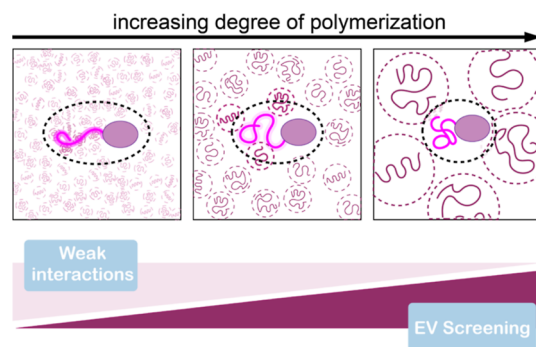 increasing degree of polymerization
Weak
interactions
EV Screening